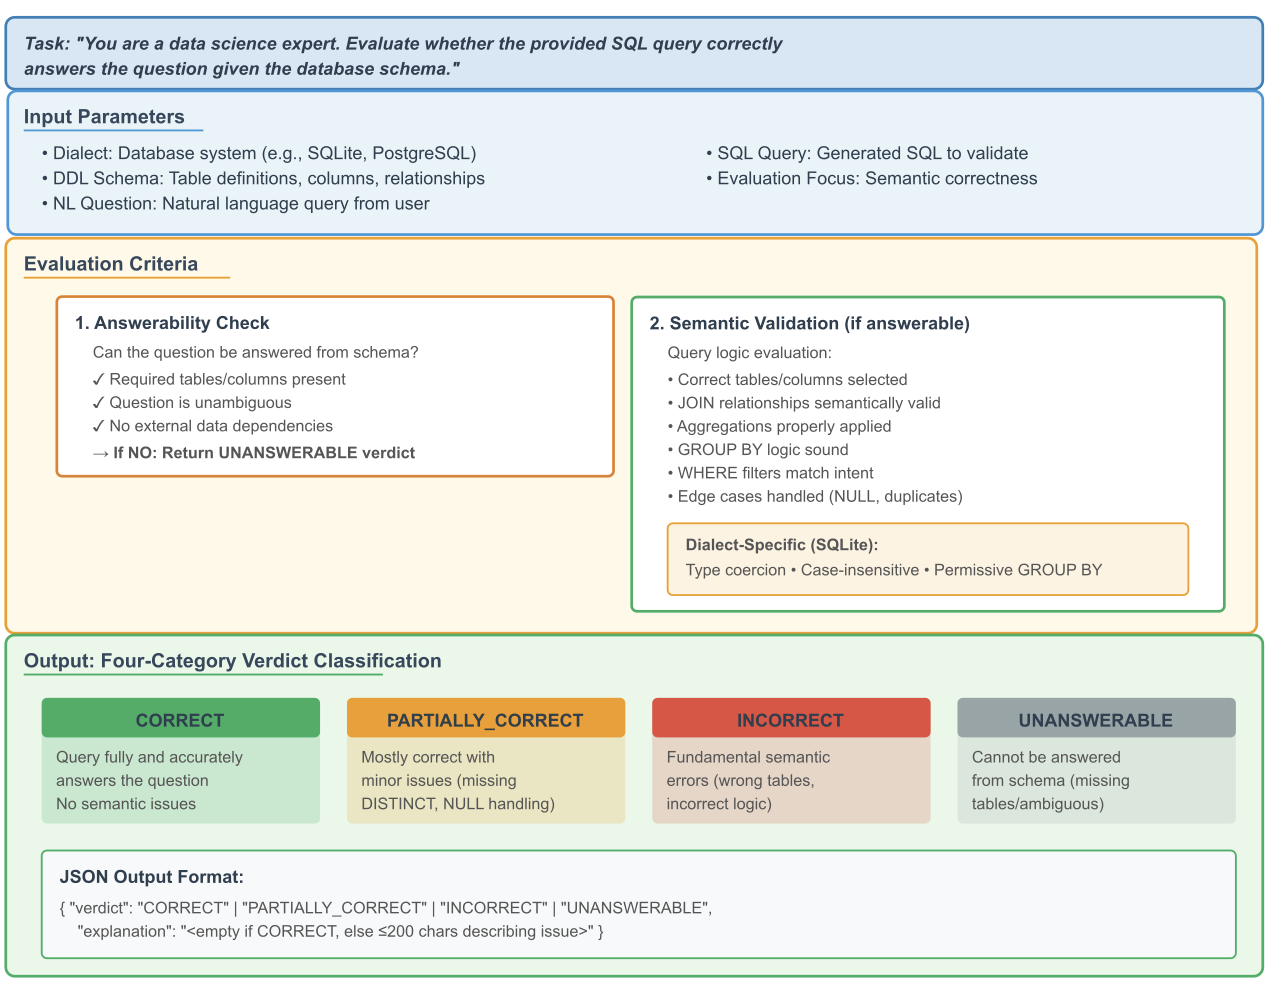 Task: "You are a data science expert. Evaluate whether the provided SQL query correctly
answers the question given the database schema."
Input Parameters
• Dialect: Database system (e.g., SQLite, PostgreSQL)
• DDL Schema: Table definitions, columns, relationships
• NL Question: Natural language query from user
• SQL Query: Generated SQL to validate
• Evaluation Focus: Semantic correctness
Evaluation Criteria
1. Answerability Check
Can the question be answered from schema?
✓ Required tables/columns present
✓ Question is unambiguous
✓ No external data dependencies
→ If NO: Return UNANSWERABLE verdict
2. Semantic Validation (if answerable)
Query logic evaluation:
• Correct tables/columns selected
• JOIN relationships semantically valid
• Aggregations properly applied
• GROUP BY logic sound
• WHERE filters match intent
• Edge cases handled (NULL, duplicates)
Dialect-Specific (SQLite):
Type coercion • Case-insensitive • Permissive GROUP BY
Output: Four-Category Verdict Classification
CORRECT
Query fully and accurately
answers the question
No semantic issues
PARTIALLY_CORRECT
Mostly correct with
minor issues (missing
DISTINCT, NULL handling)
INCORRECT
Fundamental semantic
errors (wrong tables,
incorrect logic)
UNANSWERABLE
Cannot be answered
from schema (missing
tables/ambiguous)
JSON Output Format:
{ "verdict": "CORRECT" | "PARTIALLY_CORRECT" | "INCORRECT" | "UNANSWERABLE",
"explanation": "<empty if CORRECT, else ≤200 chars describing issue>" }